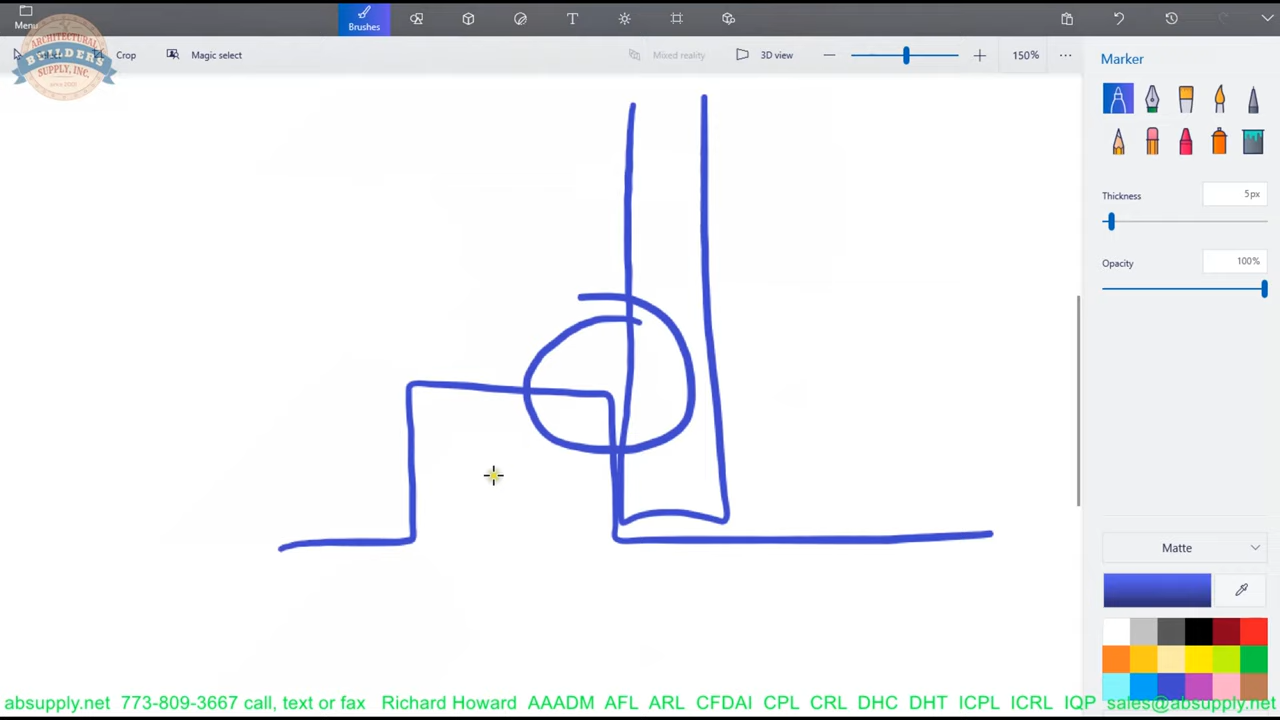 Menu
Brushes
Crop
Magic select
Mixed reality
3D view
150%
ARCHITECTURAL
BUILDERS
SUPPLY, INC.
since 2002
Marker
Thickness
5px
Opacity
100%
Matte
absupply.net 773-809-3667 call, text or fax Richard Howard AAADM AFL ARL CFDAI CPL CRL DHC DHT ICPL ICRL IQP sales@absupply.net